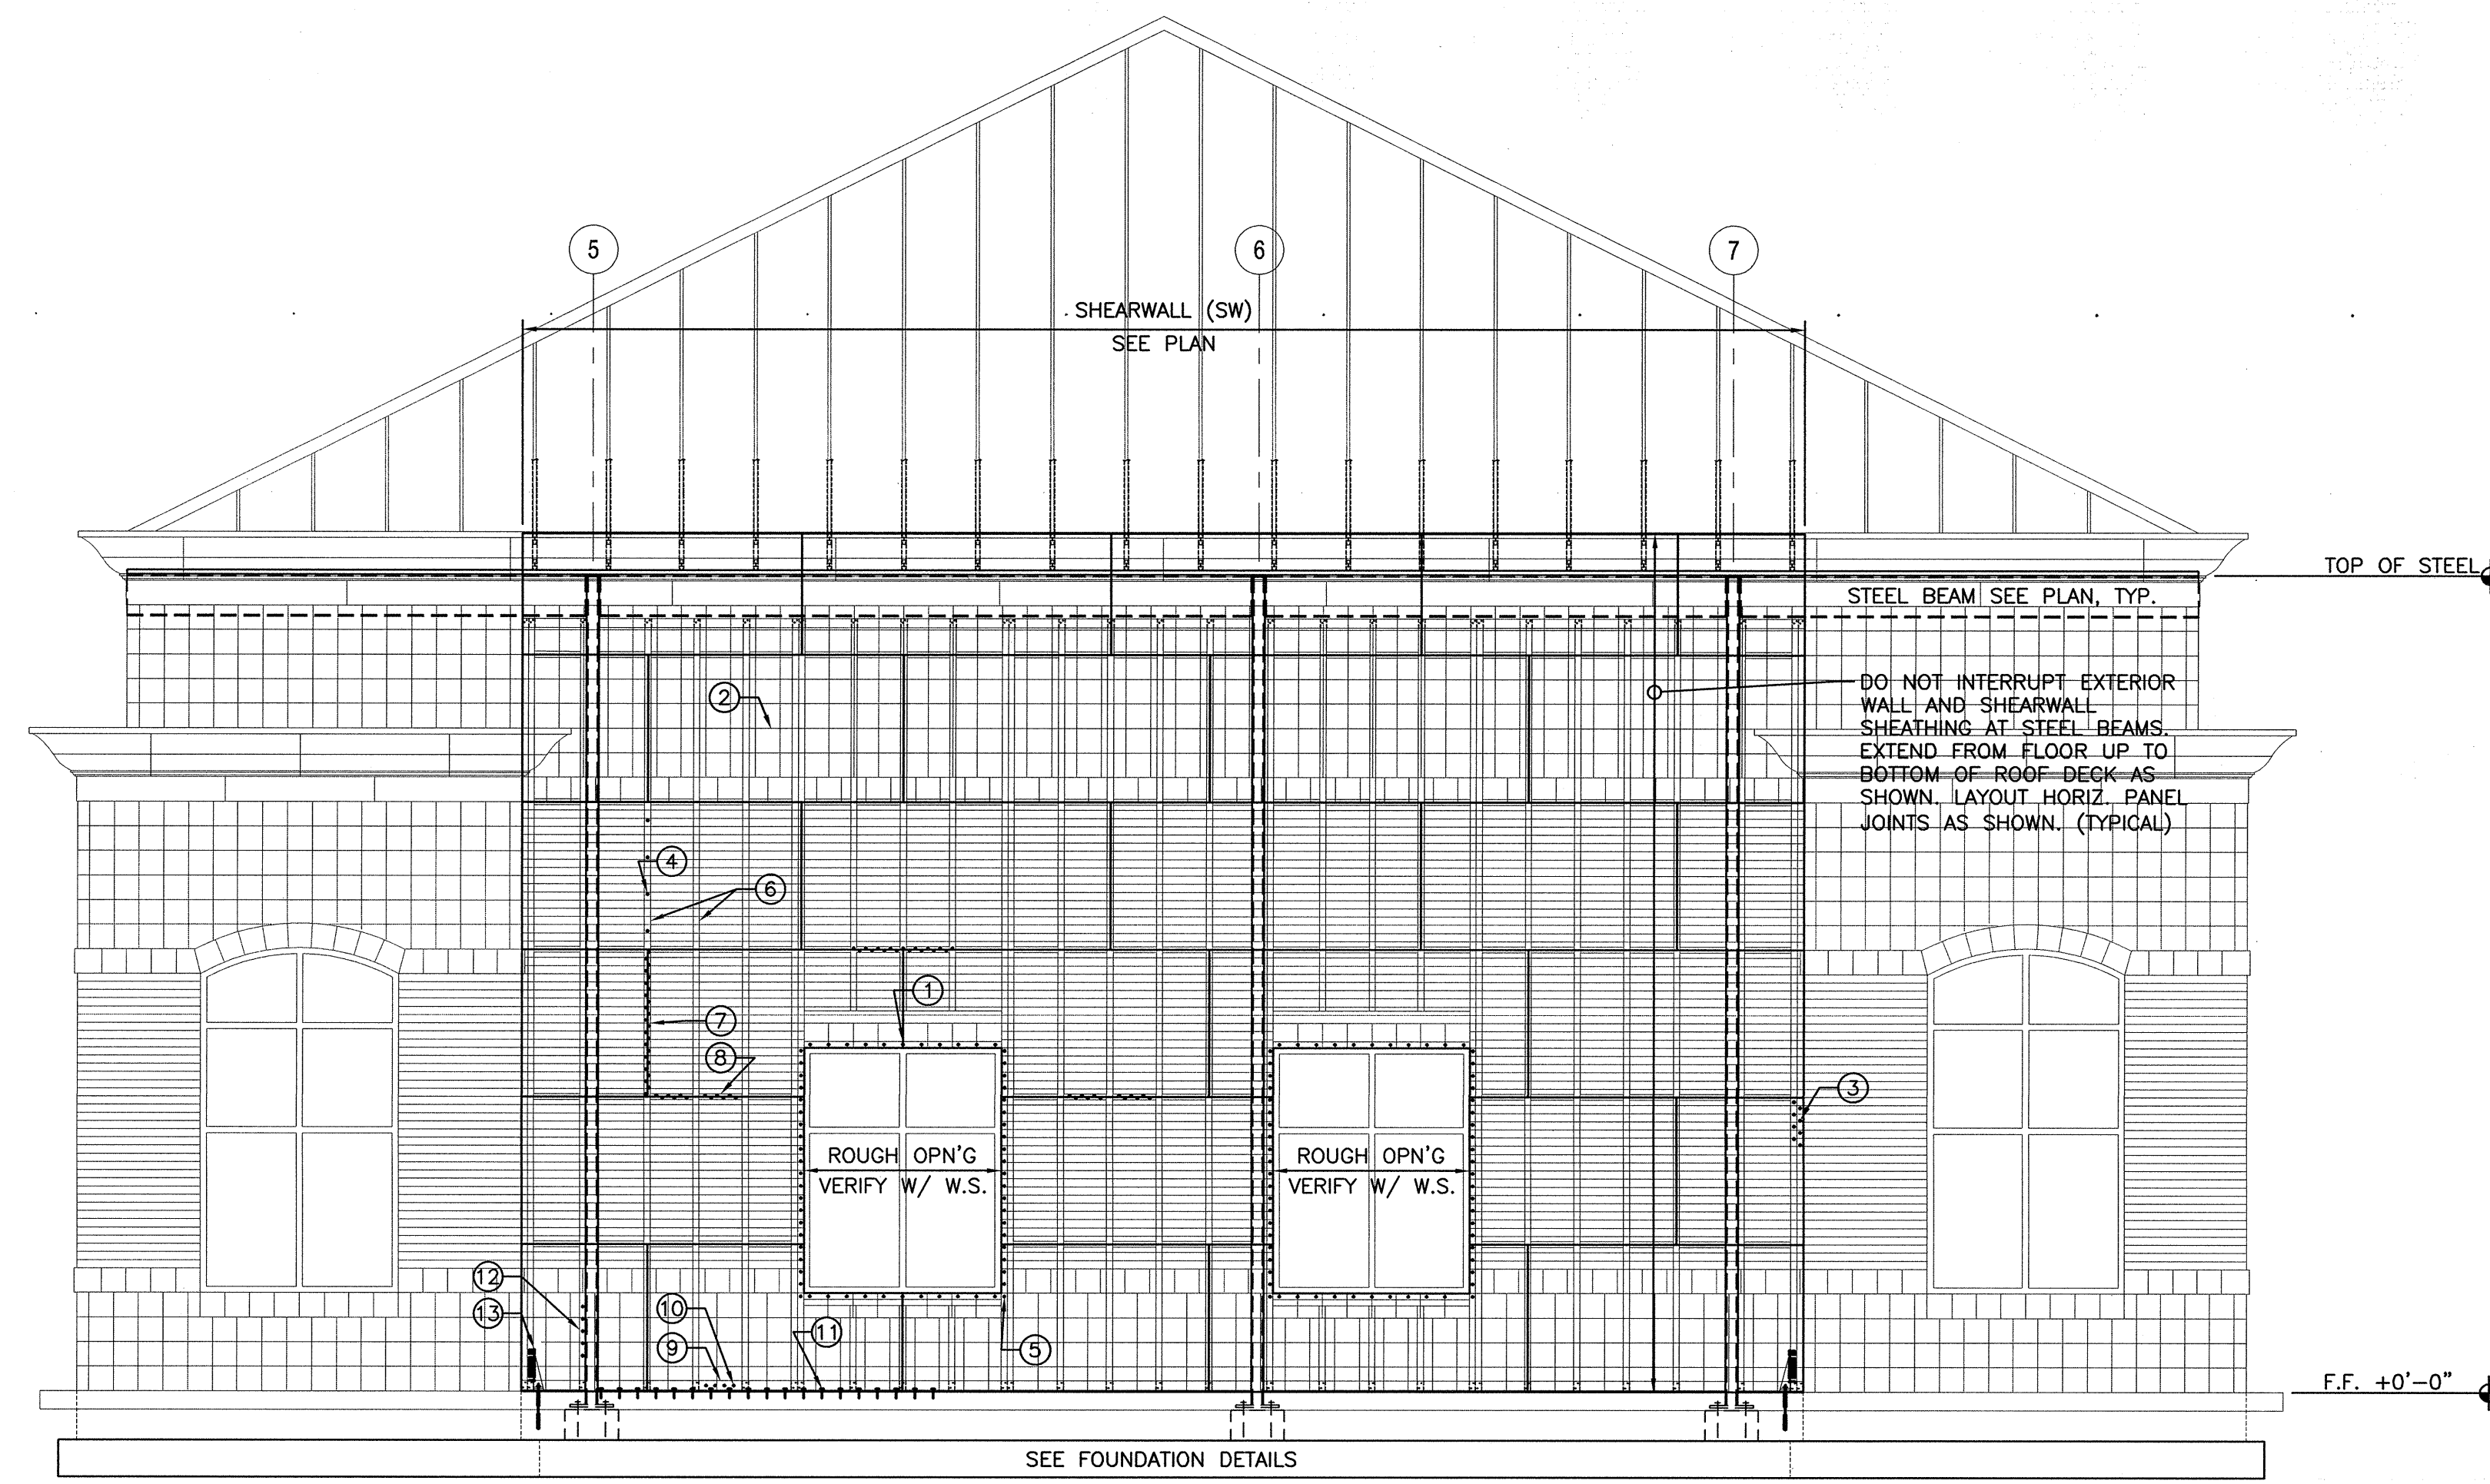 5
6
7
SHEARWALL (SW)
SEE PLAN
TOP OF STEEL
STEEL BEAM SEE PLAN, TYP.
2
DO NOT INTERRUPT EXTERIOR
WALL AND SHEARWALL
SHEATHING AT STEEL BEAMS.
EXTEND FROM FLOOR UP TO
BOTTOM OF ROOF DECK AS
SHOWN. LAYOUT HORIZ. PANEL
JOINTS AS SHOWN. (TYPICAL)
4
6
1
7
8
3
ROUGH OPN'G
VERIFY W/ W.S.
ROUGH OPN'G
VERIFY W/ W.S.
12
13
10
9
11
5
F.F. +0'-0"
SEE FOUNDATION DETAILS